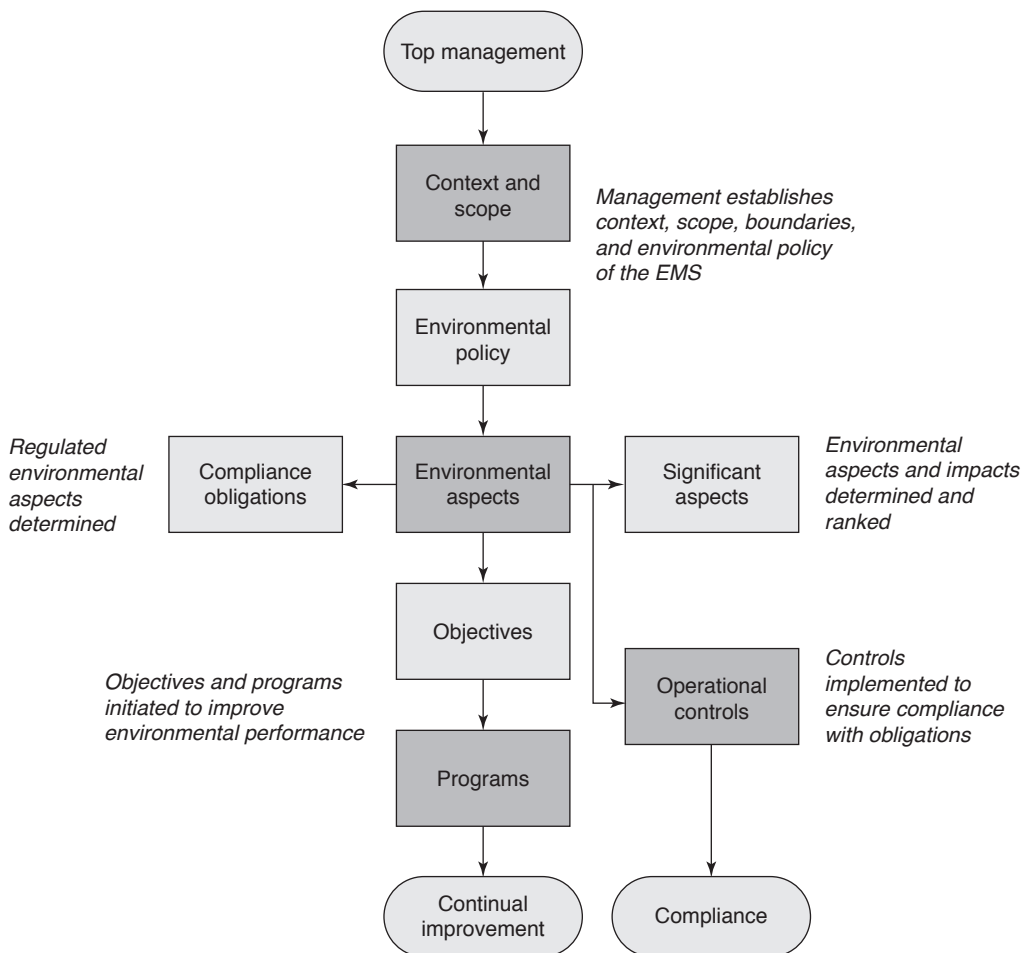 Top management
Context and
scope
Management establishes
context, scope, boundaries,
and environmental policy
of the EMS
Environmental
policy
Regulated
environmental
aspects
determined
Compliance
obligations
Environmental
aspects
Significant
aspects
Environmental
aspects and impacts
determined and
ranked
Objectives
Objectives and programs
initiated to improve
environmental performance
Operational
controls
Controls
implemented to
ensure compliance
with obligations
Programs
Continual
improvement
Compliance